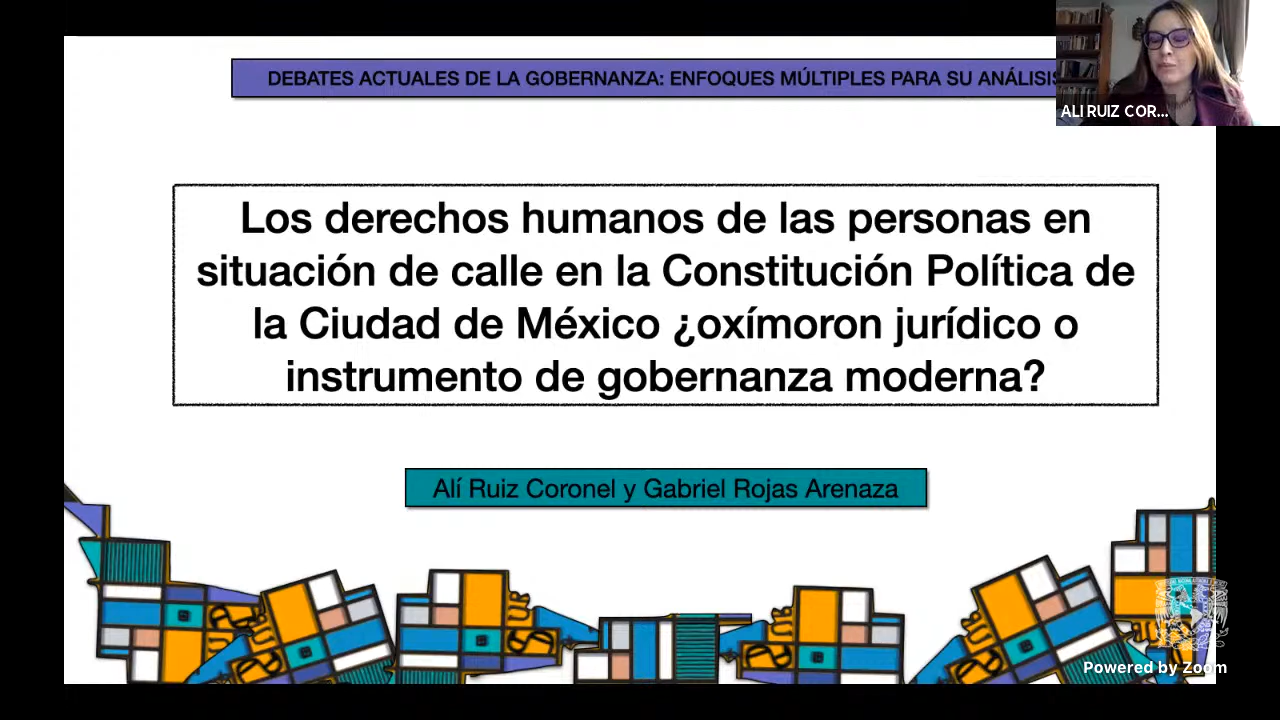 DEBATES ACTUALES DE LA GOBERNANZA: ENFOQUES MÚLTIPLES PARA SU ANÁLISIS
ALI RUIZ COR...
Los derechos humanos de las personas en
situación de calle en la Constitución Política de
la Ciudad de México ¿oxímoron jurídico o
instrumento de gobernanza moderna?
Alí Ruiz Coronel y Gabriel Rojas Arenaza
Powered by Zoom